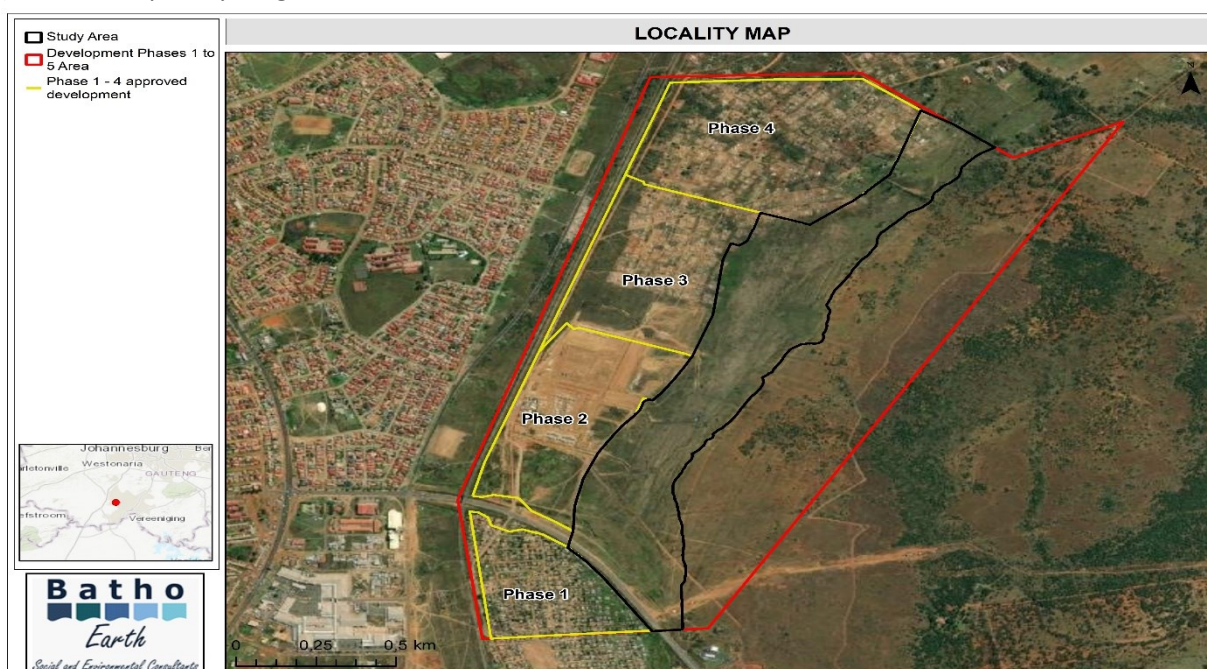 LOCALITY MAP
Study Area
Development Phases 1 to
5 Area
Phase 1 - 4 approved
development
N
Phase 4
Phase 3
Phase 2
Phase 1
Johannesburg
Westonaria
GAUTENG
Vereeniging
Batho
Earth
Social and Environmental Consultants
0 0,25 0,5 km